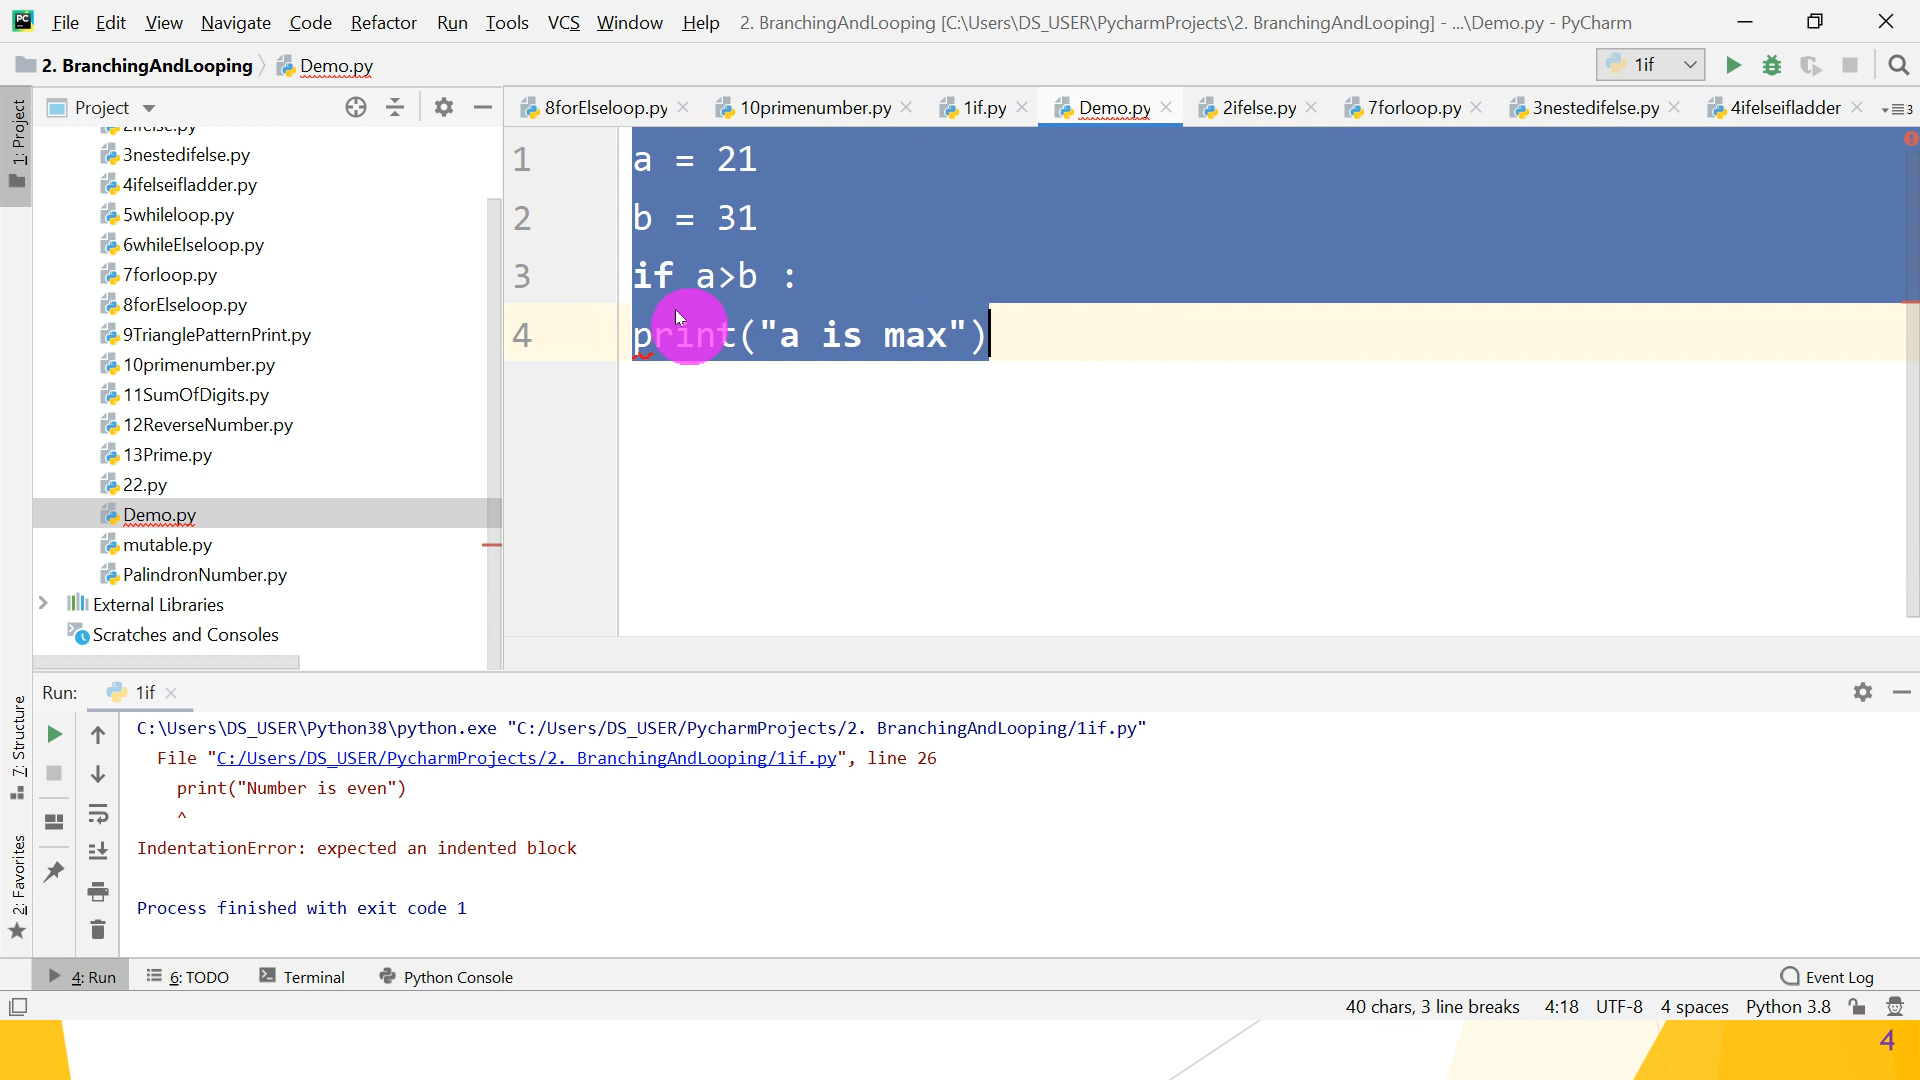 File Edit View Navigate Code Refactor Run Tools VCS Window Help 2. BranchingAndLooping [C:\Users\DS_USER\PycharmProjects\2. BranchingAndLooping] - ...\Demo.py - PyCharm
2. BranchingAndLooping Demo.py 1if
1: Project
Project
8forElseloop.py 10primenumber.py 1if.py Demo.py 2ifelse.py 7forloop.py 3nestedifelse.py 4ifelseifladder 3
2ifelse.py
3nestedifelse.py
4ifelseifladder.py
5whileloop.py
6whileElseloop.py
7forloop.py
8forElseloop.py
9TrianglePatternPrint.py
10primenumber.py
11SumOfDigits.py
12ReverseNumber.py
13Prime.py
22.py
Demo.py
mutable.py
PalindronNumber.py
External Libraries
Scratches and Consoles
1 a = 21
2 b = 31
3 if a>b :
4 print("a is max")
7: Structure
2: Favorites
Run: 1if
C:\Users\DS_USER\Python38\python.exe "C:/Users/DS_USER/PycharmProjects/2. BranchingAndLooping/1if.py"
File "C:/Users/DS_USER/PycharmProjects/2. BranchingAndLooping/1if.py", line 26
print("Number is even")
^
IndentationError: expected an indented block
Process finished with exit code 1
4: Run 6: TODO Terminal Python Console Event Log
40 chars, 3 line breaks 4:18 UTF-8 4 spaces Python 3.8
4